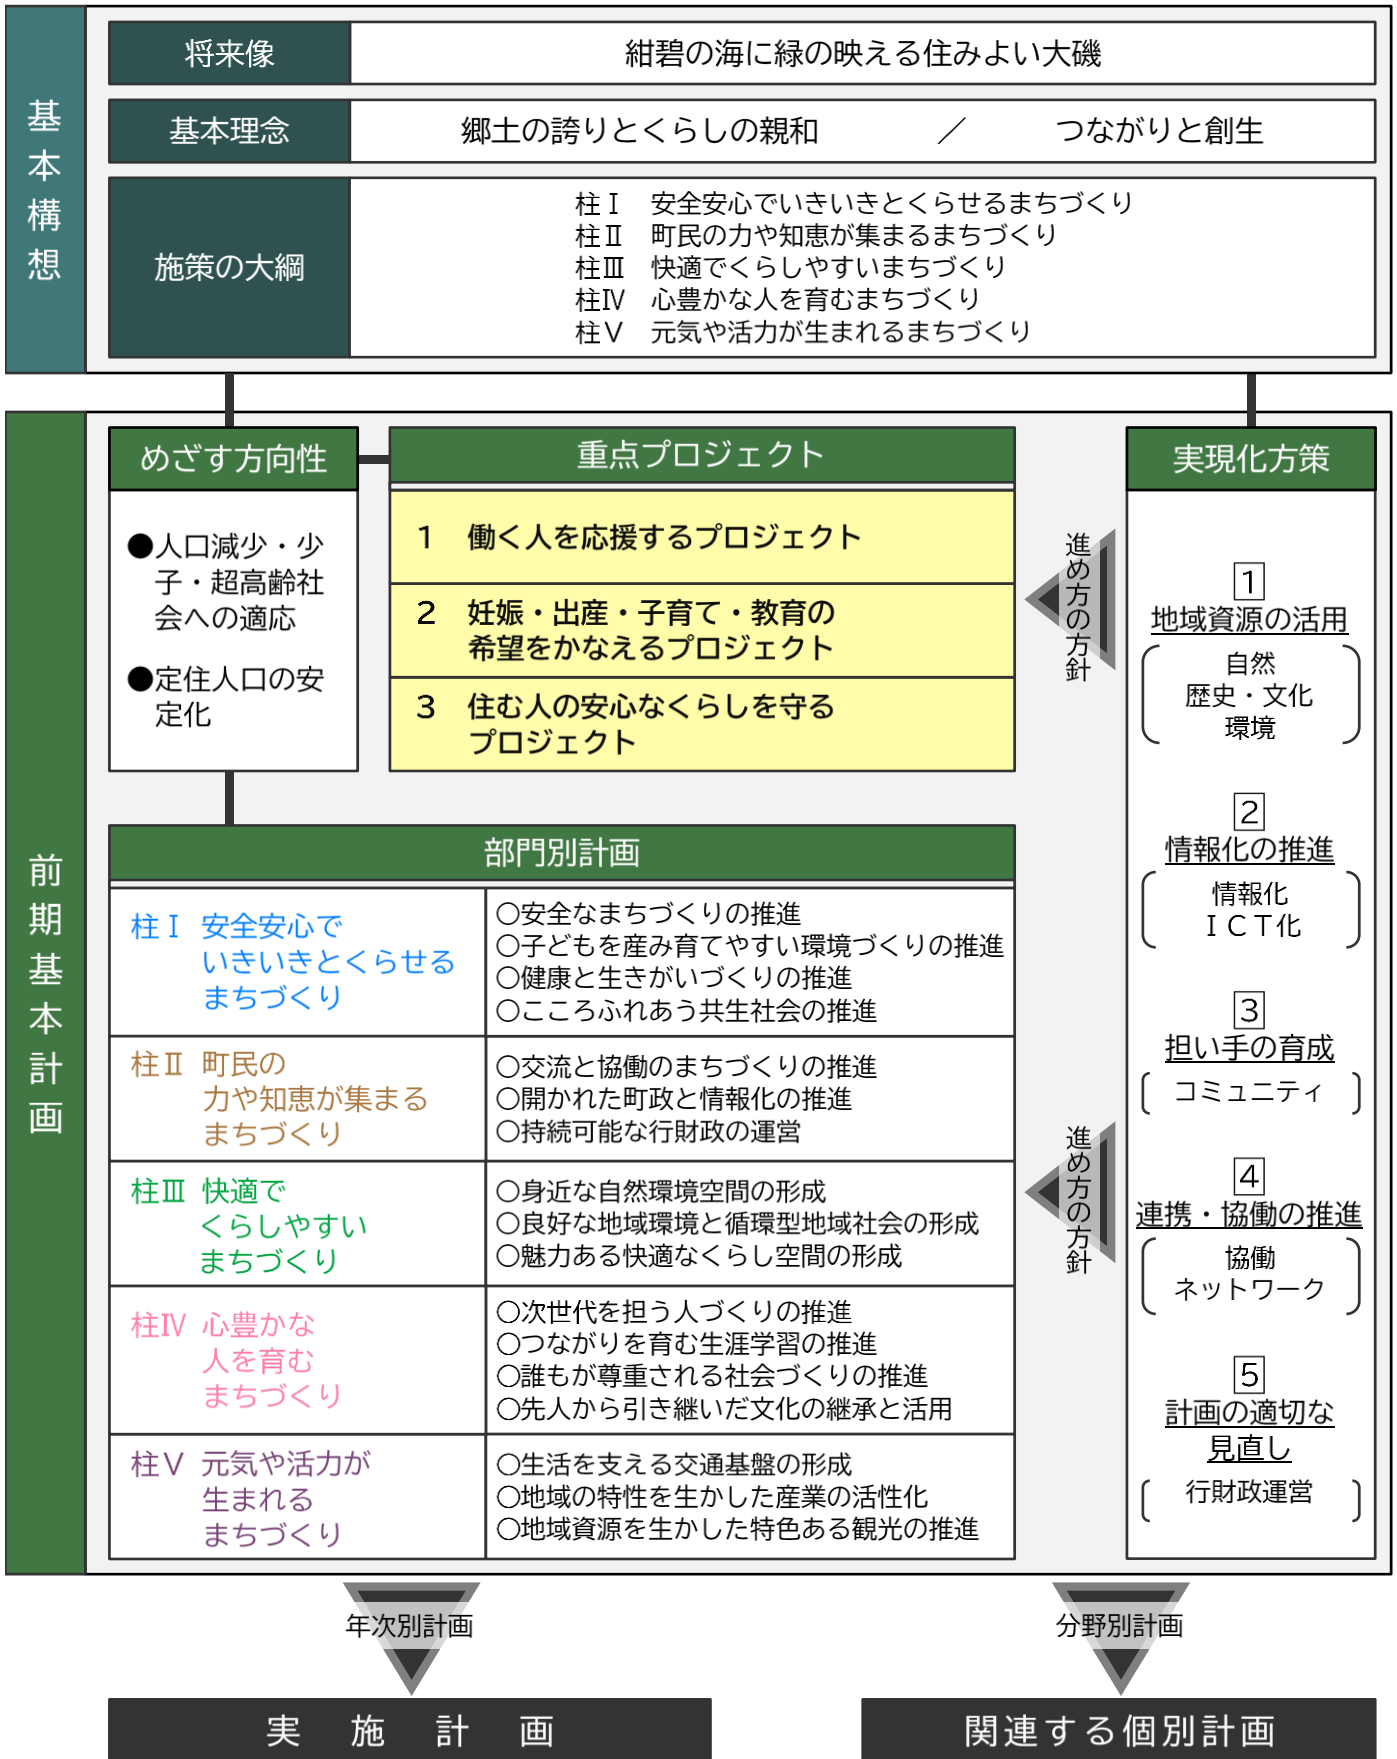 基本構想
将来像
紺碧の海に緑の映える住みよい大磯
基本理念
郷土の誇りとくらしの親和　／　つながりと創生
施策の大綱
柱Ⅰ　安全安心でいきいきとくらせるまちづくり
柱Ⅱ　町民の力や知恵が集まるまちづくり
柱Ⅲ　快適でくらしやすいまちづくり
柱Ⅳ　心豊かな人を育むまちづくり
柱Ⅴ　元気や活力が生まれるまちづくり
前期基本計画
めざす方向性
●人口減少・少
子・超高齢社
会への適応
●定住人口の安
定化
重点プロジェクト
１　働く人を応援するプロジェクト
２　妊娠・出産・子育て・教育の
希望をかなえるプロジェクト
３　住む人の安心なくらしを守る
プロジェクト
進め方の方針
部門別計画
柱Ⅰ　安全安心で
いきいきとくらせる
まちづくり
○安全なまちづくりの推進
○子どもを産み育てやすい環境づくりの推進
○健康と生きがいづくりの推進
○こころふれあう共生社会の推進
柱Ⅱ　町民の
力や知恵が集まる
まちづくり
○交流と協働のまちづくりの推進
○開かれた町政と情報化の推進
○持続可能な行財政の運営
柱Ⅲ　快適で
くらしやすい
まちづくり
○身近な自然環境空間の形成
○良好な地域環境と循環型地域社会の形成
○魅力ある快適なくらし空間の形成
柱Ⅳ　心豊かな
人を育む
まちづくり
○次世代を担う人づくりの推進
○つながりを育む生涯学習の推進
○誰もが尊重される社会づくりの推進
○先人から引き継いだ文化の継承と活用
柱Ⅴ　元気や活力が
生まれる
まちづくり
○生活を支える交通基盤の形成
○地域の特性を生かした産業の活性化
○地域資源を生かした特色ある観光の推進
進め方の方針
実現化方策
1
地域資源の活用
自然
歴史・文化
環境
2
情報化の推進
情報化
ＩＣＴ化
3
担い手の育成
コミュニティ
4
連携・協働の推進
協働
ネットワーク
5
計画の適切な
見直し
行財政運営
年次別計画
分野別計画
実施計画
関連する個別計画